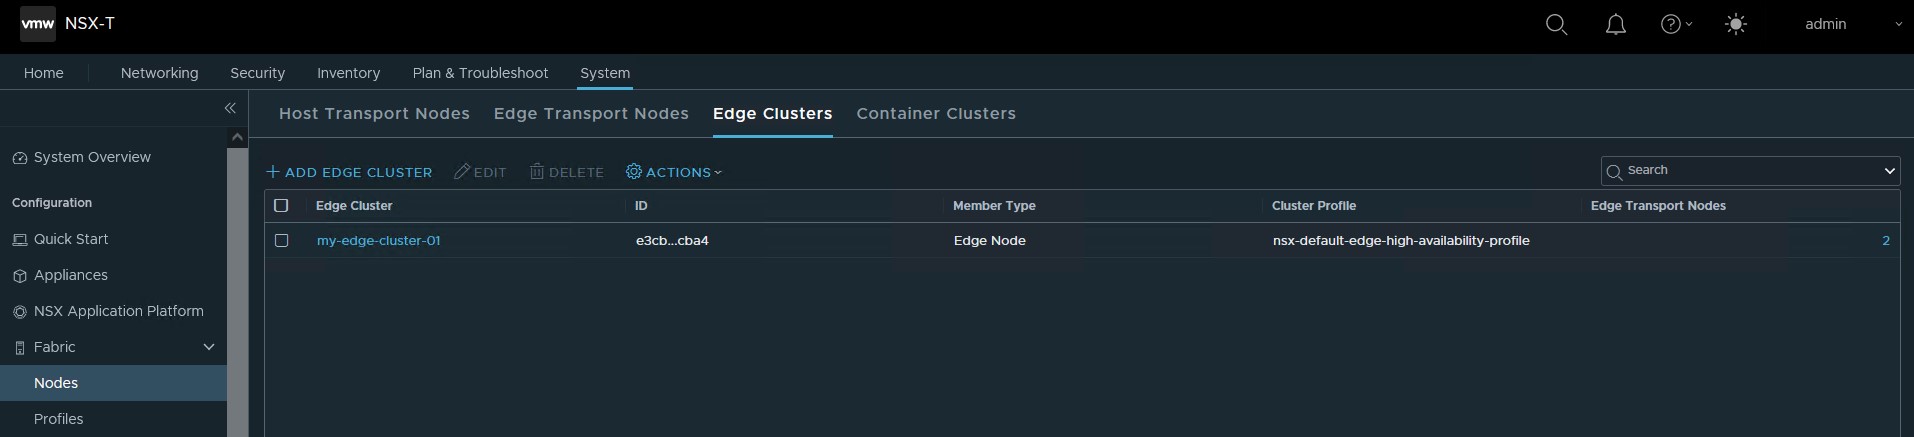 vmw NSX-T admin
Home Networking Security Inventory Plan & Troubleshoot System
Host Transport Nodes Edge Transport Nodes Edge Clusters Container Clusters
System Overview
Configuration
Quick Start
Appliances
NSX Application Platform
Fabric
Nodes
Profiles
+ ADD EDGE CLUSTER EDIT DELETE ACTIONS Search
Edge Cluster ID Member Type Cluster Profile Edge Transport Nodes
my-edge-cluster-01 e3cb...cba4 Edge Node nsx-default-edge-high-availability-profile 2